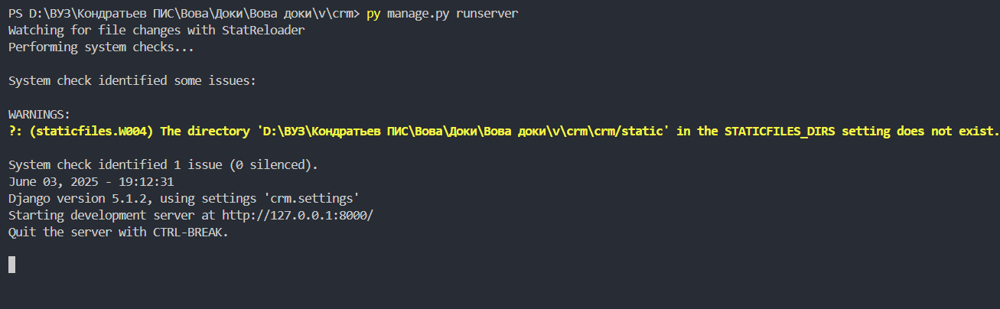 PS D:\ВУЗ\Кондратьев ПИС\Вова\Доки\Вова доки\v\crm> py manage.py runserver
Watching for file changes with StatReloader
Performing system checks...
System check identified some issues:
WARNINGS:
?: (staticfiles.W004) The directory 'D:\ВУЗ\Кондратьев ПИС\Вова\Доки\Вова доки\v\crm\crm/static' in the STATICFILES_DIRS setting does not exist.
System check identified 1 issue (0 silenced).
June 03, 2025 - 19:12:31
Django version 5.1.2, using settings 'crm.settings'
Starting development server at http://127.0.0.1:8000/
Quit the server with CTRL-BREAK.